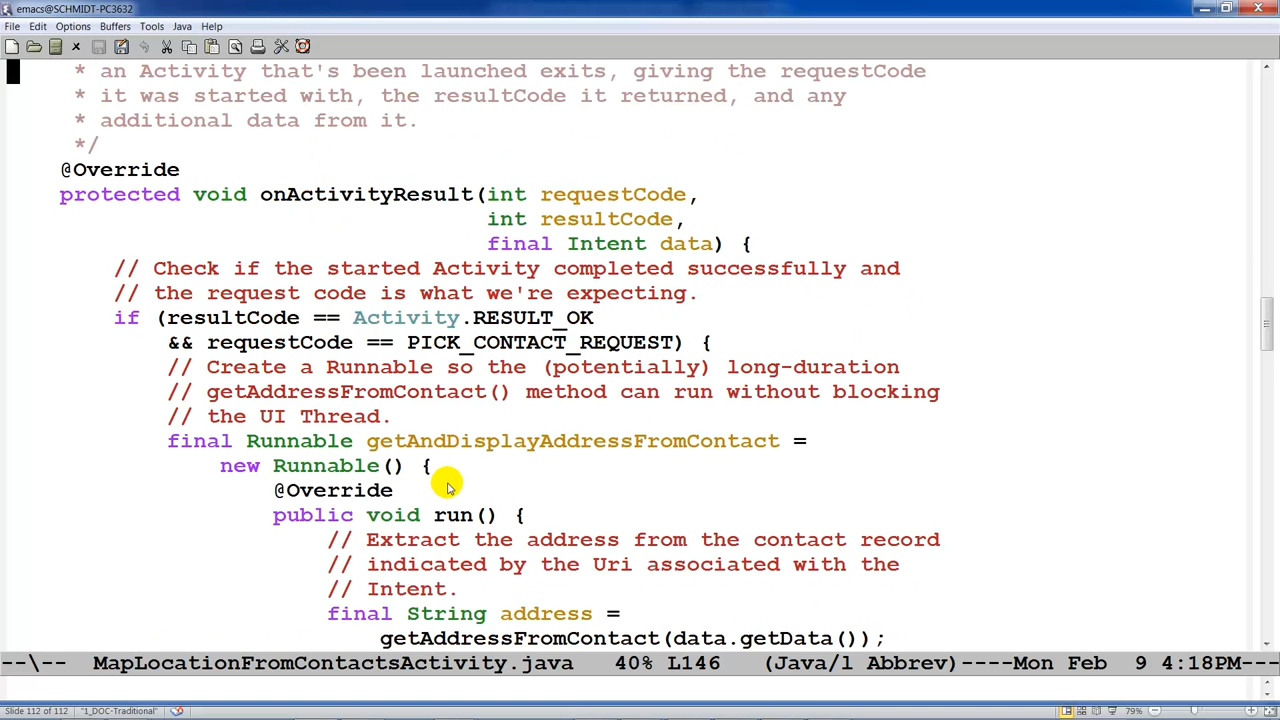 emacs@SCHMIDT-PC3632
File Edit Options Buffers Tools Java Help
* an Activity that's been launched exits, giving the requestCode
* it was started with, the resultCode it returned, and any
* additional data from it.
*/
@Override
protected void onActivityResult(int requestCode,
int resultCode,
final Intent data) {
// Check if the started Activity completed successfully and
// the request code is what we're expecting.
if (resultCode == Activity.RESULT_OK
&& requestCode == PICK_CONTACT_REQUEST) {
// Create a Runnable so the (potentially) long-duration
// getAddressFromContact() method can run without blocking
// the UI Thread.
final Runnable getAndDisplayAddressFromContact =
new Runnable() {
@Override
public void run() {
// Extract the address from the contact record
// indicated by the Uri associated with the
// Intent.
final String address =
getAddressFromContact(data.getData());
--\-- MapLocationFromContactsActivity.java 40% L146 (Java/l Abbrev)----Mon Feb 9 4:18PM---
Slide 112 of 112 "1_DOC-Traditional" 79%